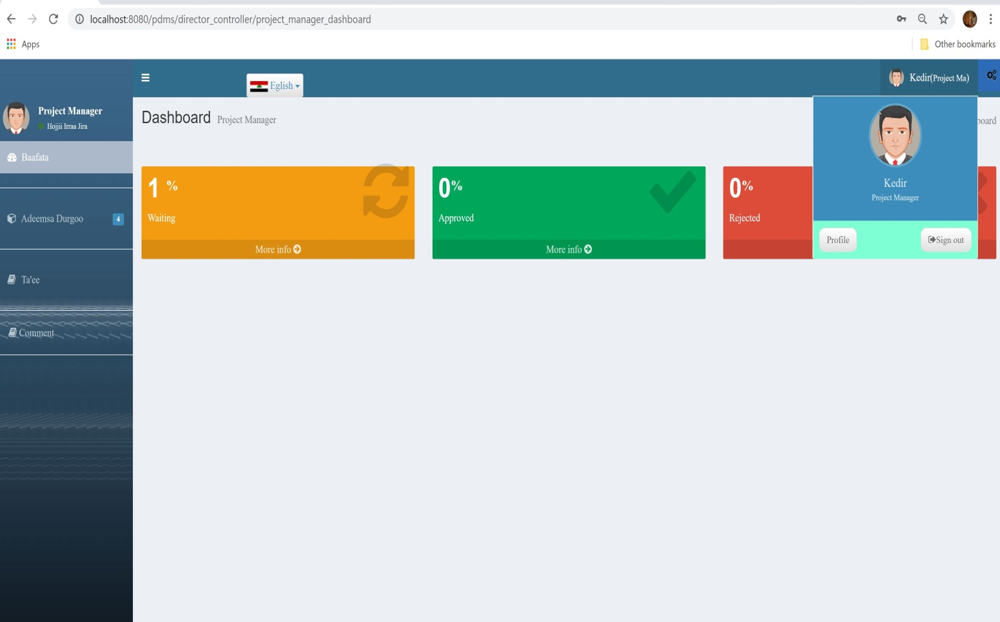 localhost:8080/pdms/director_controller/project_manager_dashboard
Apps
Other bookmarks
Eglish
Kedir(Project Ma)
Project Manager
Hojjii Irraa Jira
Baafata
Adeemsa Durgoo 4
Ta'ee
Comment
Dashboard Project Manager
board
1 %
Waiting
More info
0%
Approved
More info
0%
Rejected
Kedir
Project Manager
Profile
Sign out